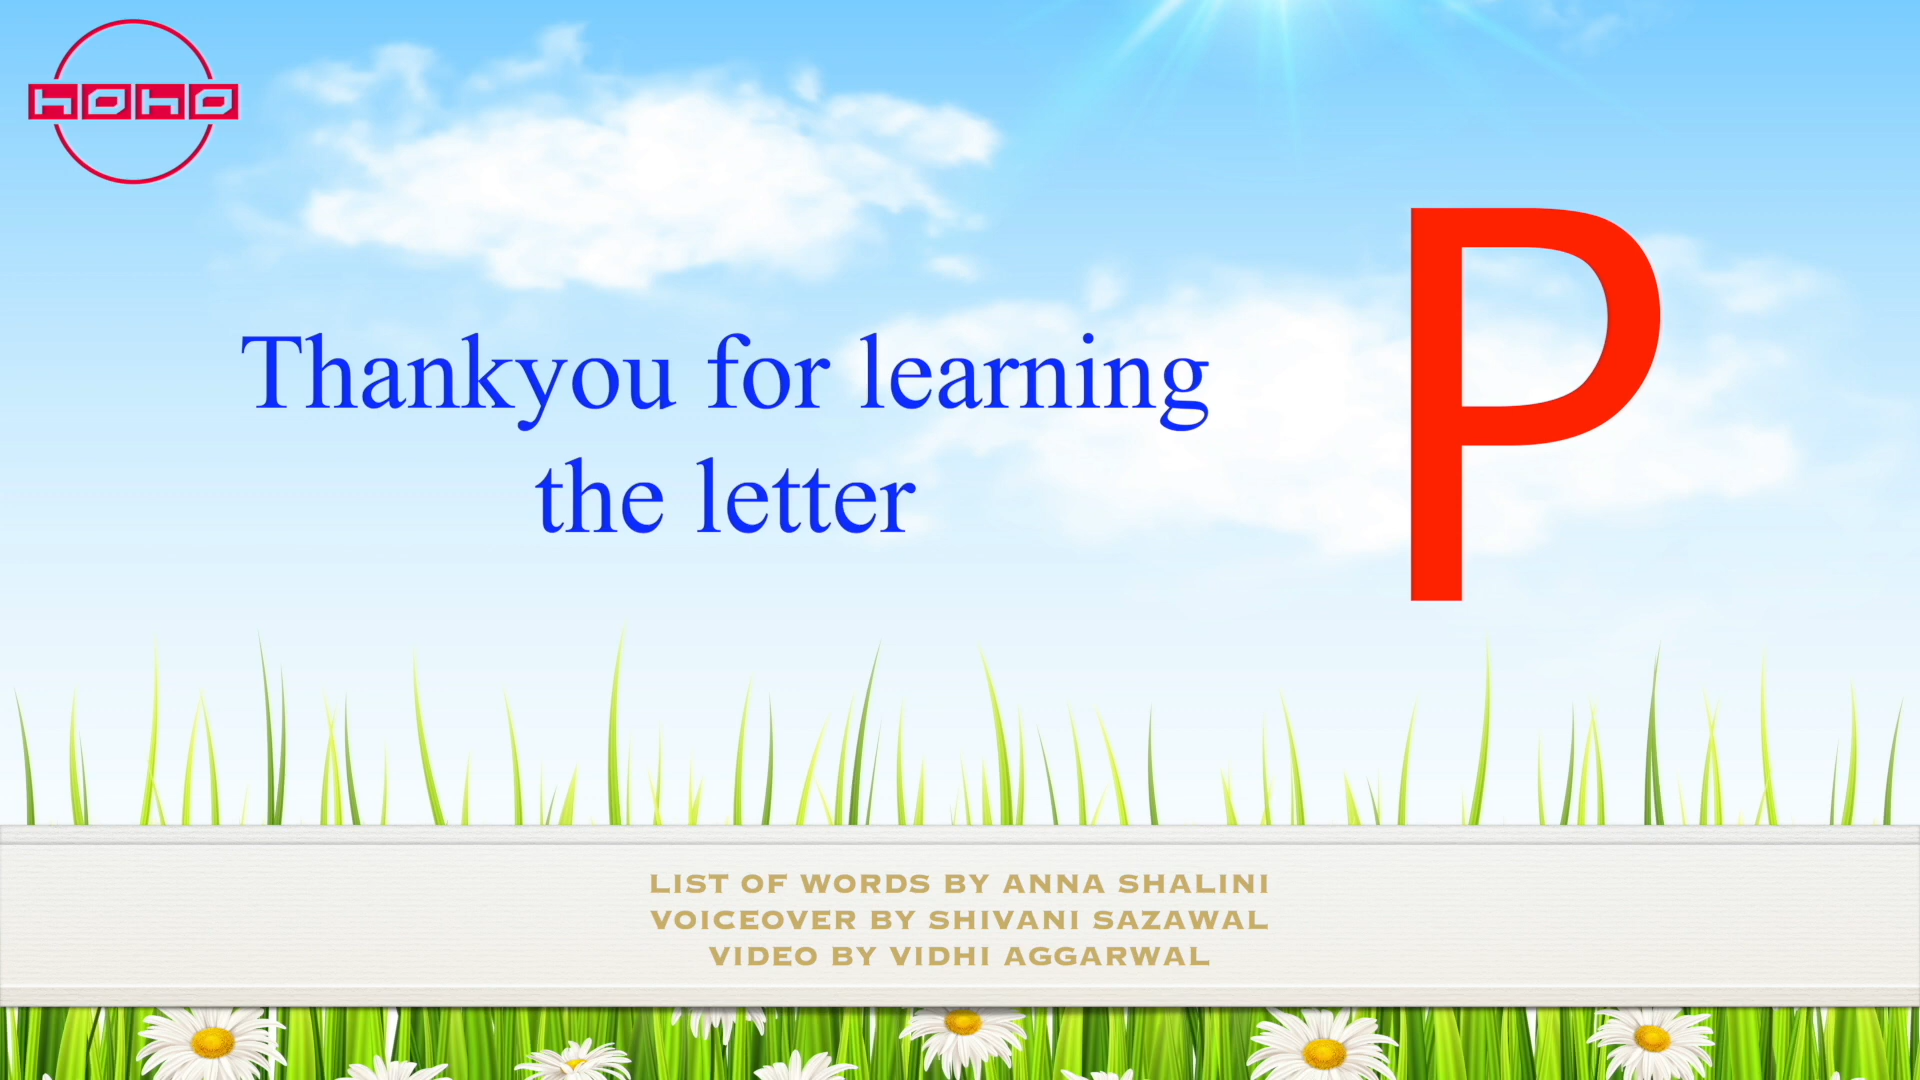 HOHO
Thankyou for learning
the letter
P
LIST OF WORDS BY ANNA SHALINI
VOICEOVER BY SHIVANI SAZAWAL
VIDEO BY VIDHI AGGARWAL